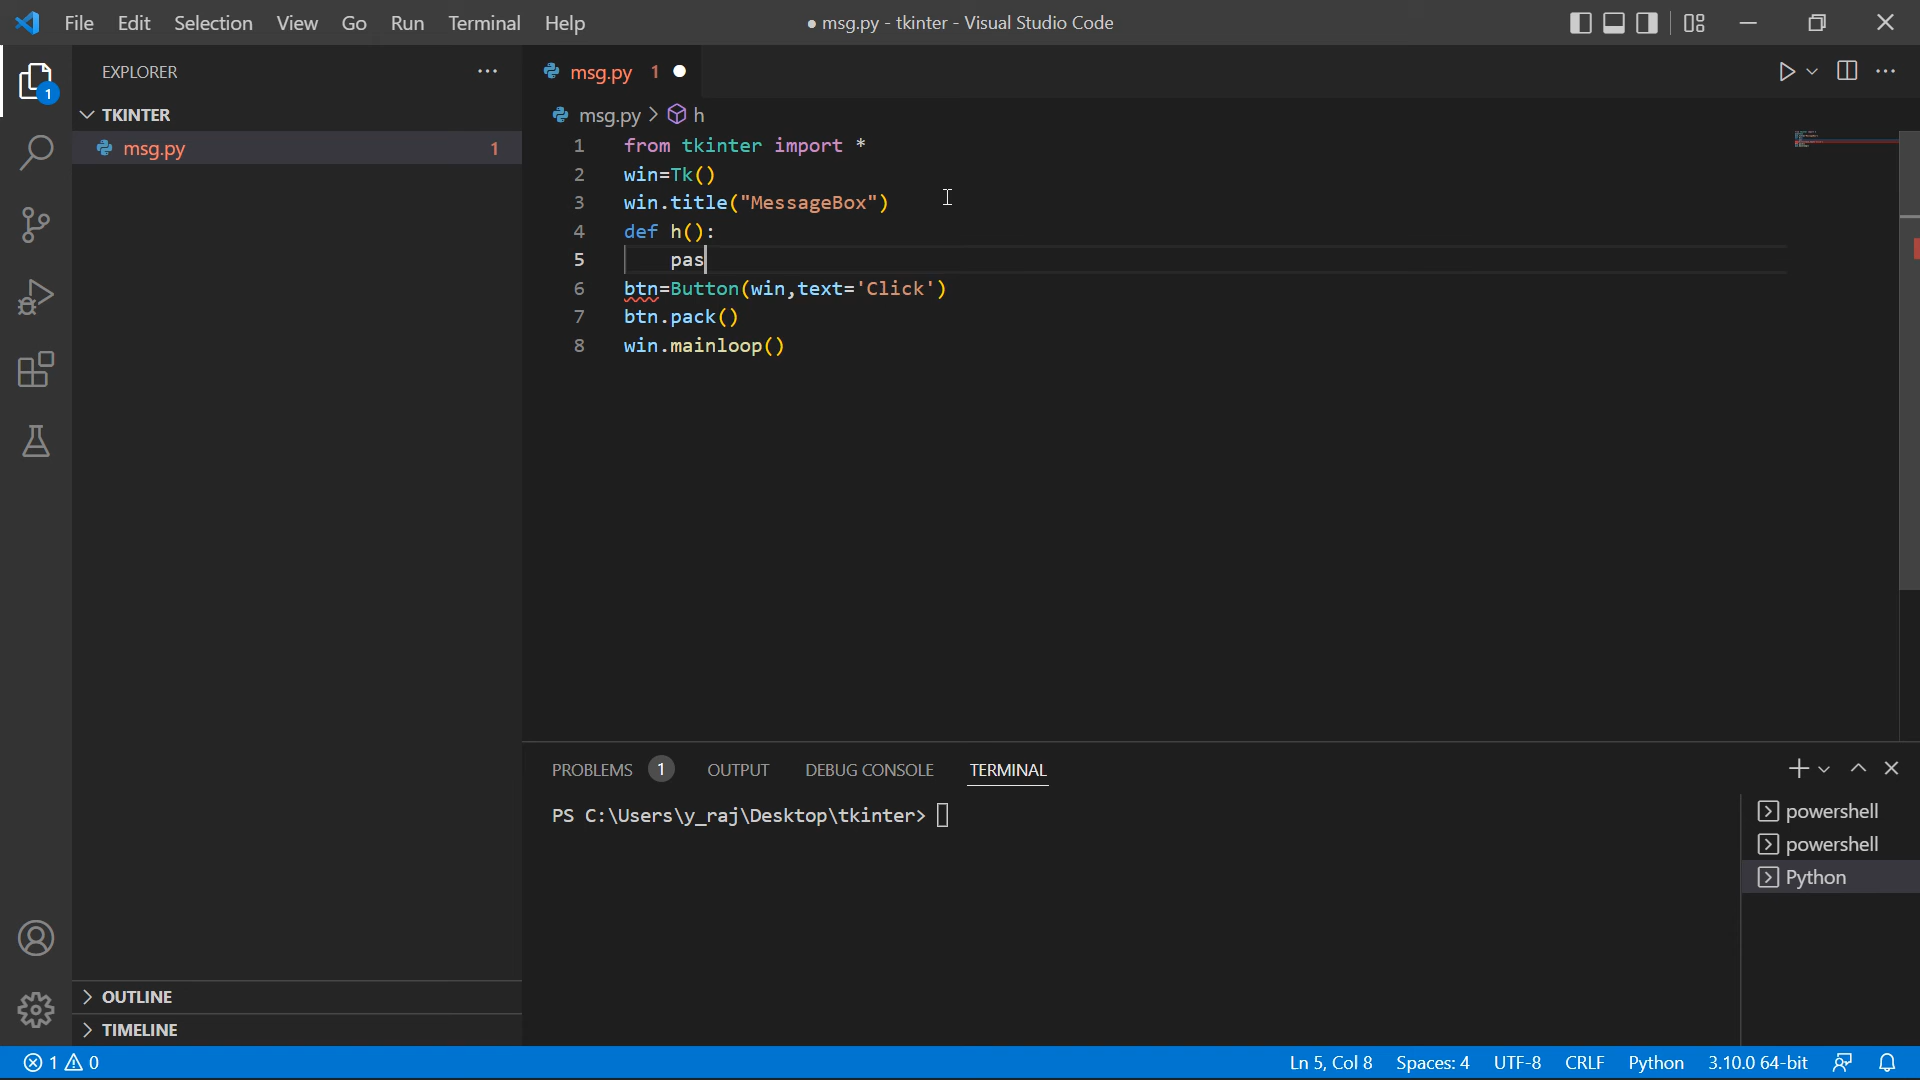 File Edit Selection View Go Run Terminal Help
● msg.py - tkinter - Visual Studio Code
EXPLORER
1
TKINTER
msg.py 1
msg.py 1
msg.py > h
1 from tkinter import *
2 win=Tk()
3 win.title("MessageBox")
4 def h():
5 pas
6 btn=Button(win,text='Click')
7 btn.pack()
8 win.mainloop()
PROBLEMS 1 OUTPUT DEBUG CONSOLE TERMINAL
PS C:\Users\y_raj\Desktop\tkinter>
powershell
powershell
Python
OUTLINE
TIMELINE
1 0
Ln 5, Col 8 Spaces: 4 UTF-8 CRLF Python 3.10.0 64-bit